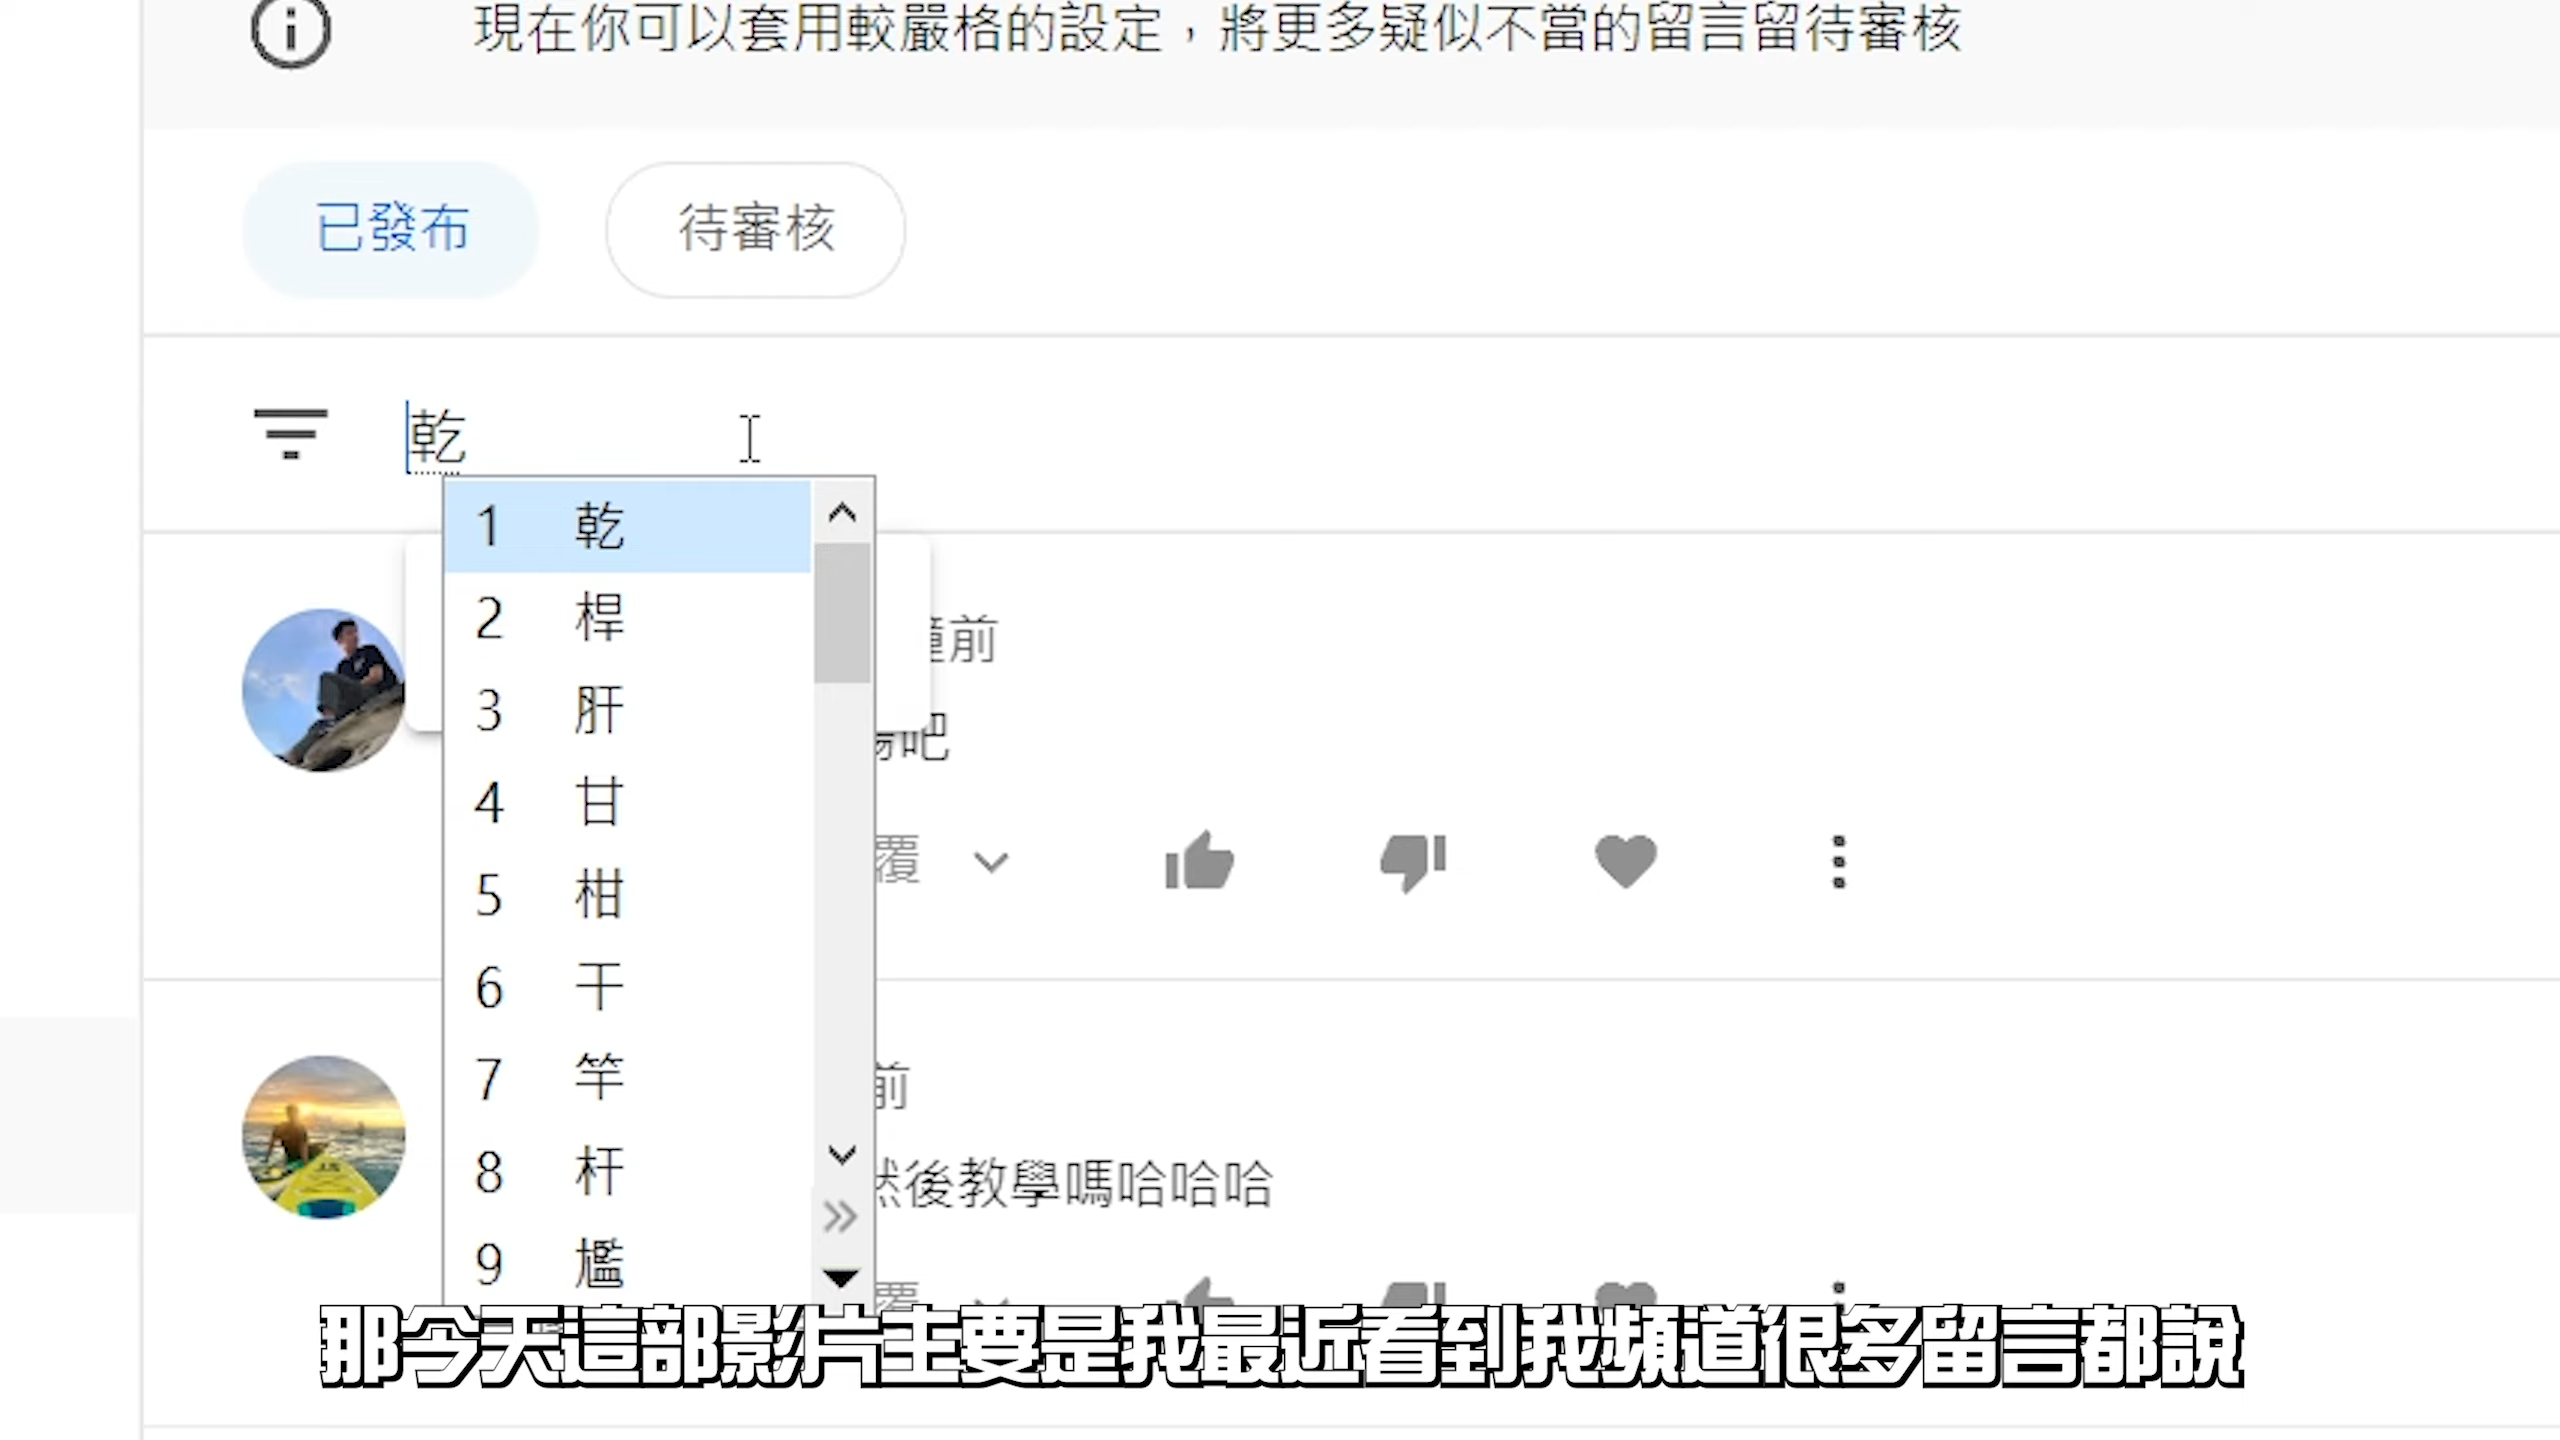 現在你可以套用較嚴格的設定，將更多疑似不當的留言留待審核
已發布 待審核
乾
1 乾
2 桿
3 肝
4 甘
5 柑
6 干
7 竿
8 杆
9 尷
鐘前
場吧
覆
前
然後教學嗎哈哈哈
覆
那今天這部影片主要是我最近看到我頻道很多留言都說